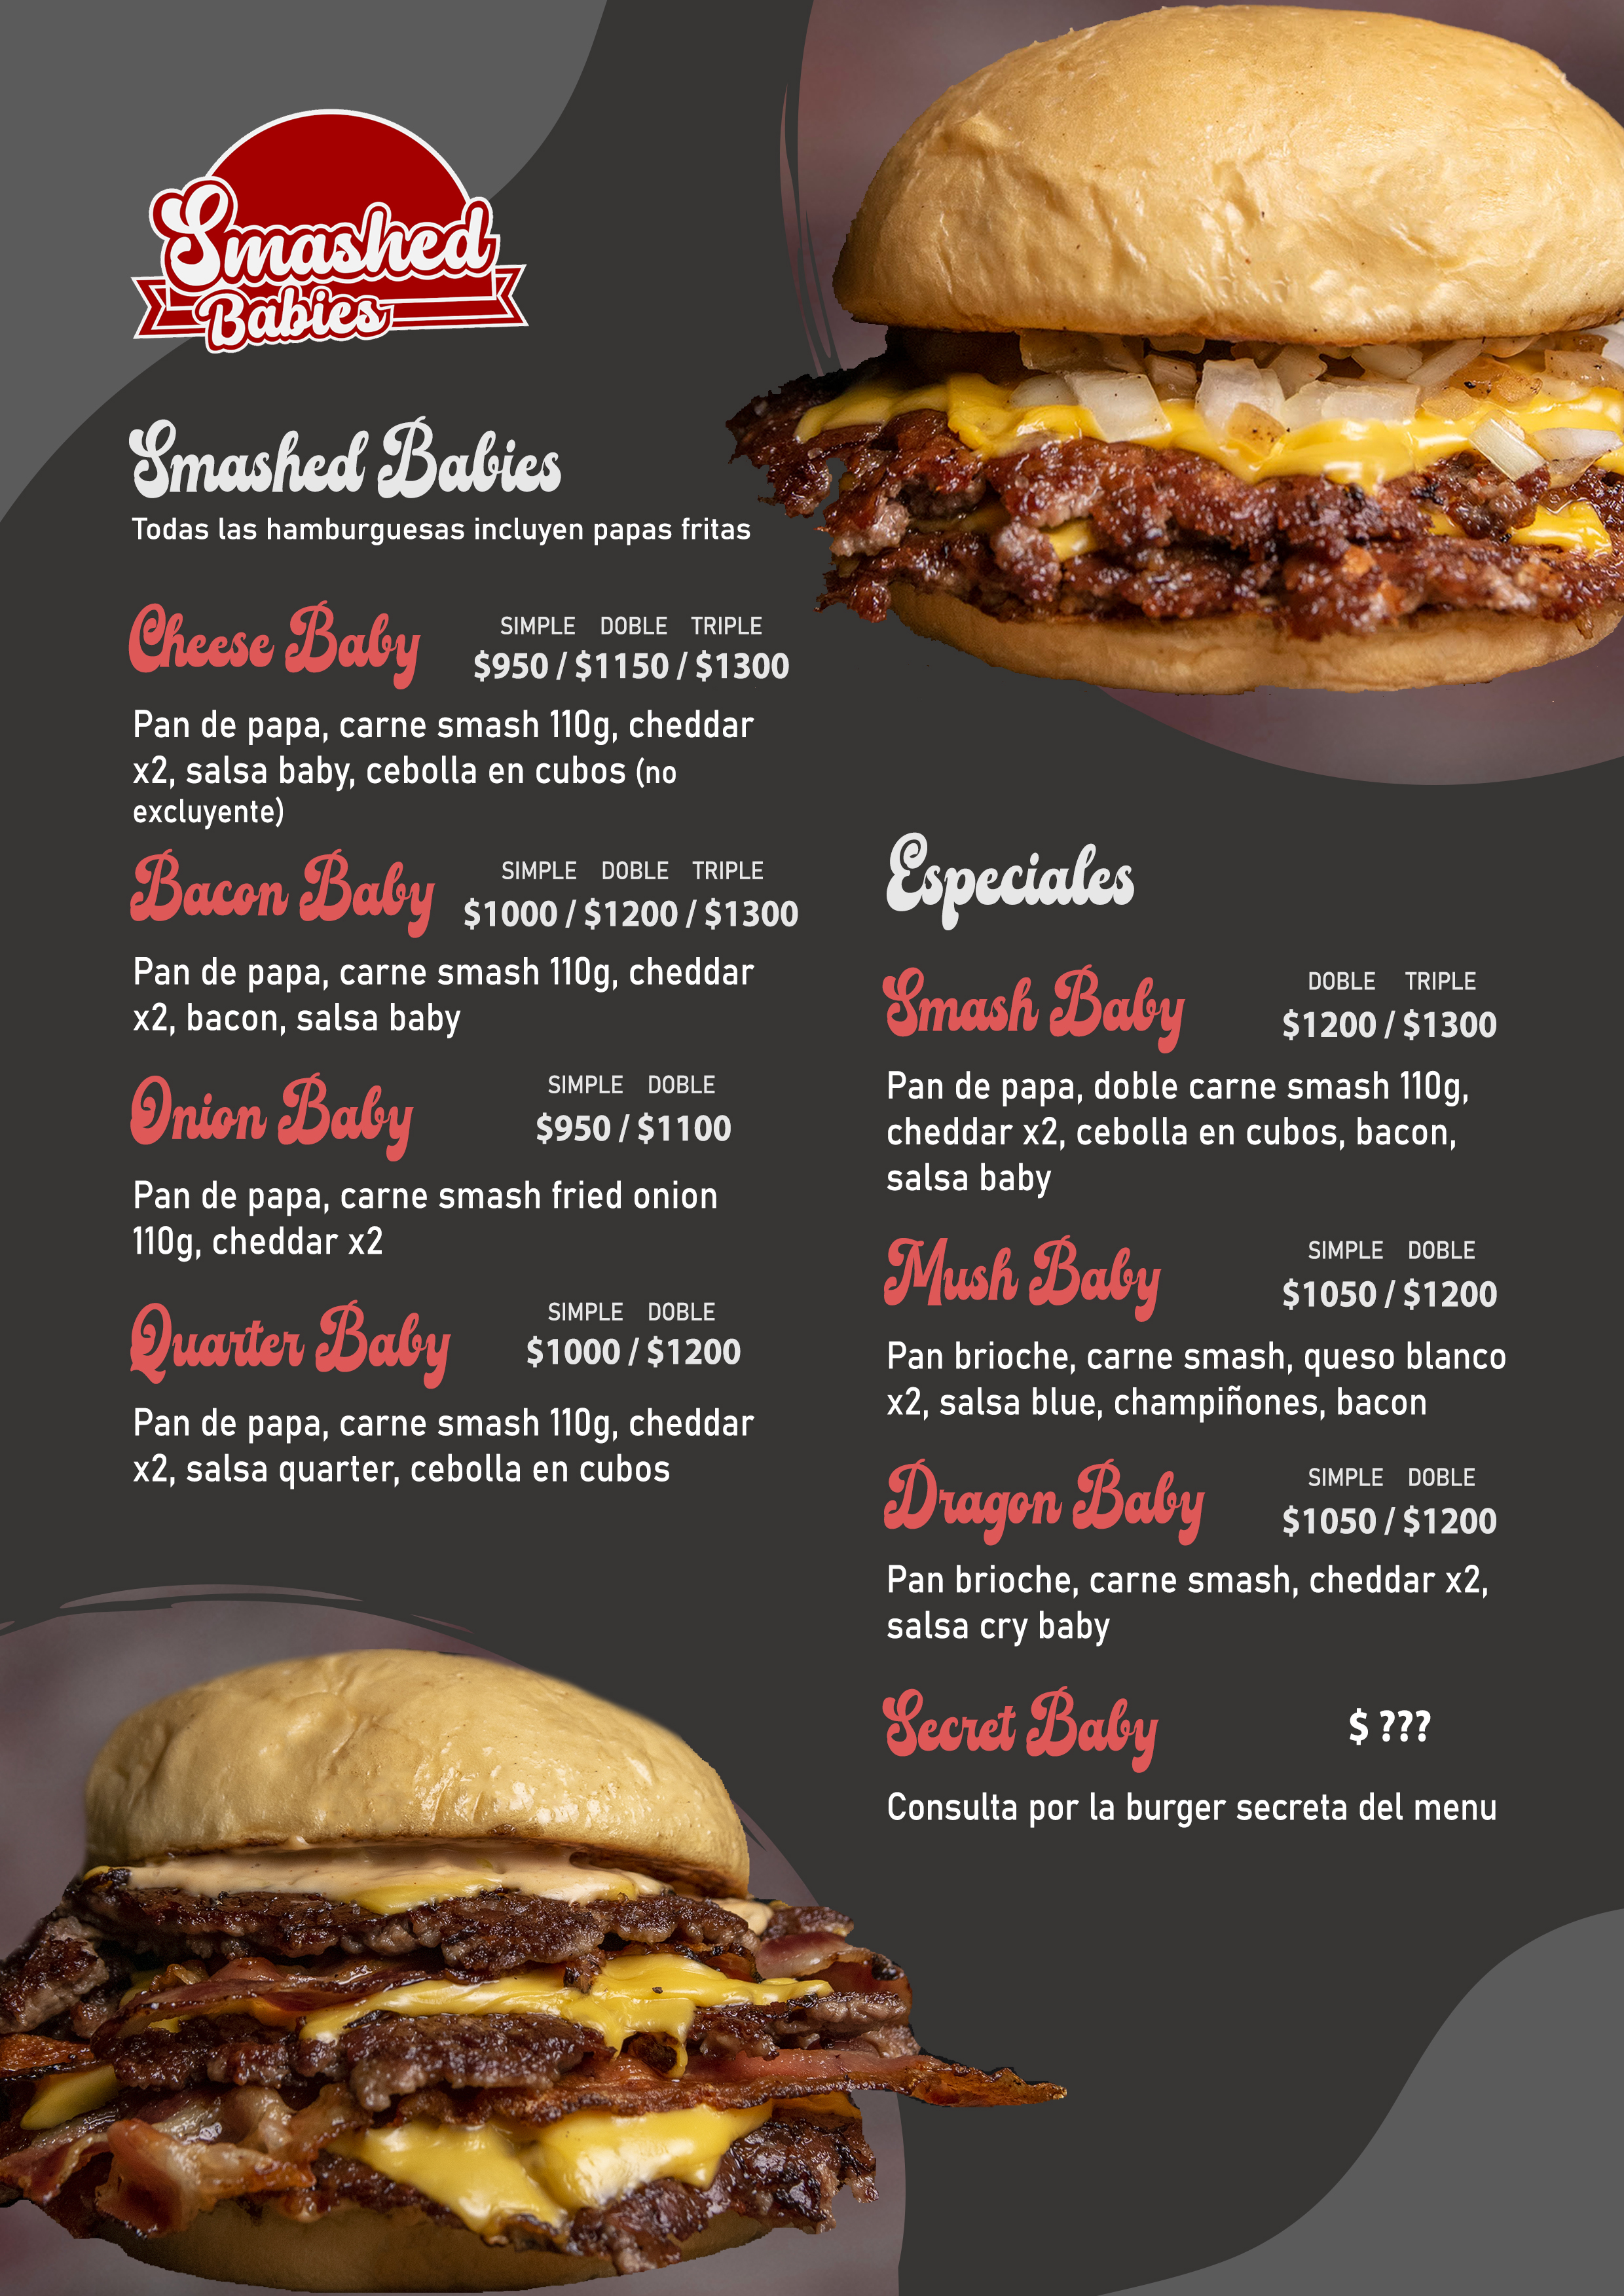 Smashed
Babies
Smashed Babies
Todas las hamburguesas incluyen papas fritas
Cheese Baby
SIMPLE DOBLE TRIPLE
$950 / $1150 / $1300
Pan de papa, carne smash 110g, cheddar
x2, salsa baby, cebolla en cubos (no
excluyente)
Bacon Baby
SIMPLE DOBLE TRIPLE
$1000 / $1200 / $1300
Pan de papa, carne smash 110g, cheddar
x2, bacon, salsa baby
Onion Baby
SIMPLE DOBLE
$950 / $1100
Pan de papa, carne smash fried onion
110g, cheddar x2
Quarter Baby
SIMPLE DOBLE
$1000 / $1200
Pan de papa, carne smash 110g, cheddar
x2, salsa quarter, cebolla en cubos
Especiales
Smash Baby
DOBLE TRIPLE
$1200 / $1300
Pan de papa, doble carne smash 110g,
cheddar x2, cebolla en cubos, bacon,
salsa baby
Mush Baby
SIMPLE DOBLE
$1050 / $1200
Pan brioche, carne smash, queso blanco
x2, salsa blue, champiñones, bacon
Dragon Baby
SIMPLE DOBLE
$1050 / $1200
Pan brioche, carne smash, cheddar x2,
salsa cry baby
Secret Baby
$ ???
Consulta por la burger secreta del menu